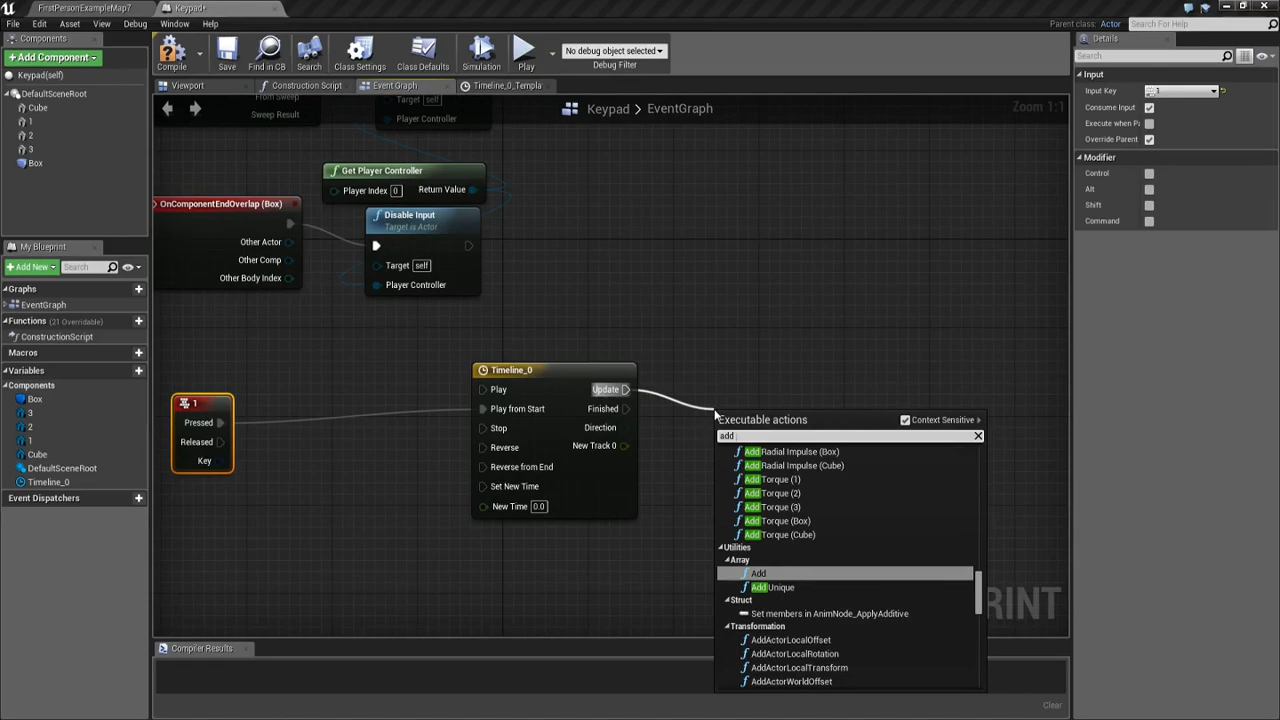 FirstPersonExampleMap7
Keypad*
File
Edit
Asset
View
Debug
Window
Help
Parent class: Actor
Search For Help
Components
+ Add Component
Keypad(self)
DefaultSceneRoot
Cube
1
2
3
Box
Compile
Save
Find in CB
Search
Class Settings
Class Defaults
Simulation
Play
No debug object selected
Debug Filter
Viewport
Construction Script
Event Graph
Timeline_0_Templa
Keypad > EventGraph
Zoom 1:1
From Sweep
Sweep Result
Target self
Player Controller
Get Player Controller
Player Index 0
Return Value
OnComponentEndOverlap (Box)
Other Actor
Other Comp
Other Body Index
Disable Input
Target is Actor
Target self
Player Controller
1
Pressed
Released
Key
Timeline_0
Play
Play from Start
Stop
Reverse
Reverse from End
Set New Time
New Time 0.0
Update
Finished
Direction
New Track 0
Executable actions
Context Sensitive
add
Add Radial Impulse (Box)
Add Radial Impulse (Cube)
Add Torque (1)
Add Torque (2)
Add Torque (3)
Add Torque (Box)
Add Torque (Cube)
Utilities
Array
Add
Add Unique
Struct
Set members in AnimNode_ApplyAdditive
Transformation
AddActorLocalOffset
AddActorLocalRotation
AddActorLocalTransform
AddActorWorldOffset
RINT
My Blueprint
+ Add New
Search
Graphs
EventGraph
Functions (21 Overridable)
ConstructionScript
Macros
Variables
Components
Box
3
2
1
Cube
DefaultSceneRoot
Timeline_0
Event Dispatchers
Compiler Results
Clear
Details
Search
Input
Input Key
1
Consume Input
Execute when Pa
Override Parent
Modifier
Control
Alt
Shift
Command